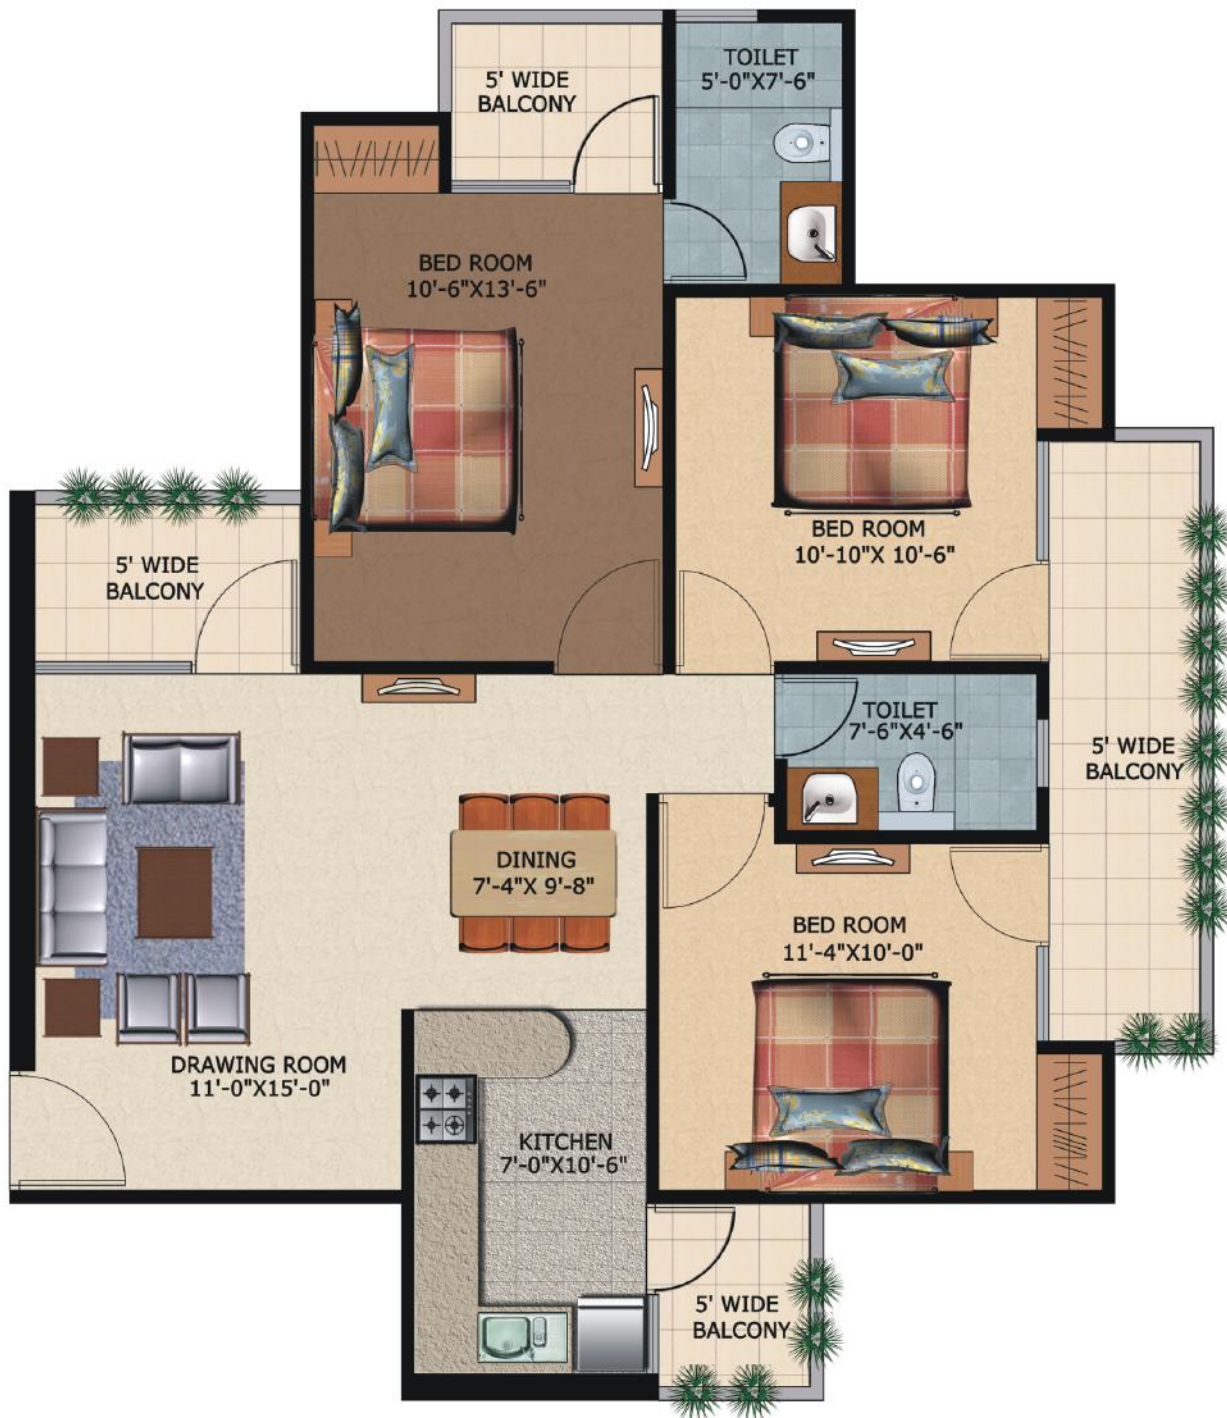 TOILET
5'-0"X7'-6"
5' WIDE
BALCONY
BED ROOM
10'-6"X13'-6"
BED ROOM
10'-10"X 10'-6"
5' WIDE
BALCONY
TOILET
7'-6"X4'-6"
5' WIDE
BALCONY
DINING
7'-4"X 9'-8"
BED ROOM
11'-4"X10'-0"
DRAWING ROOM
11'-0"X15'-0"
KITCHEN
7'-0"X10'-6"
5' WIDE
BALCONY